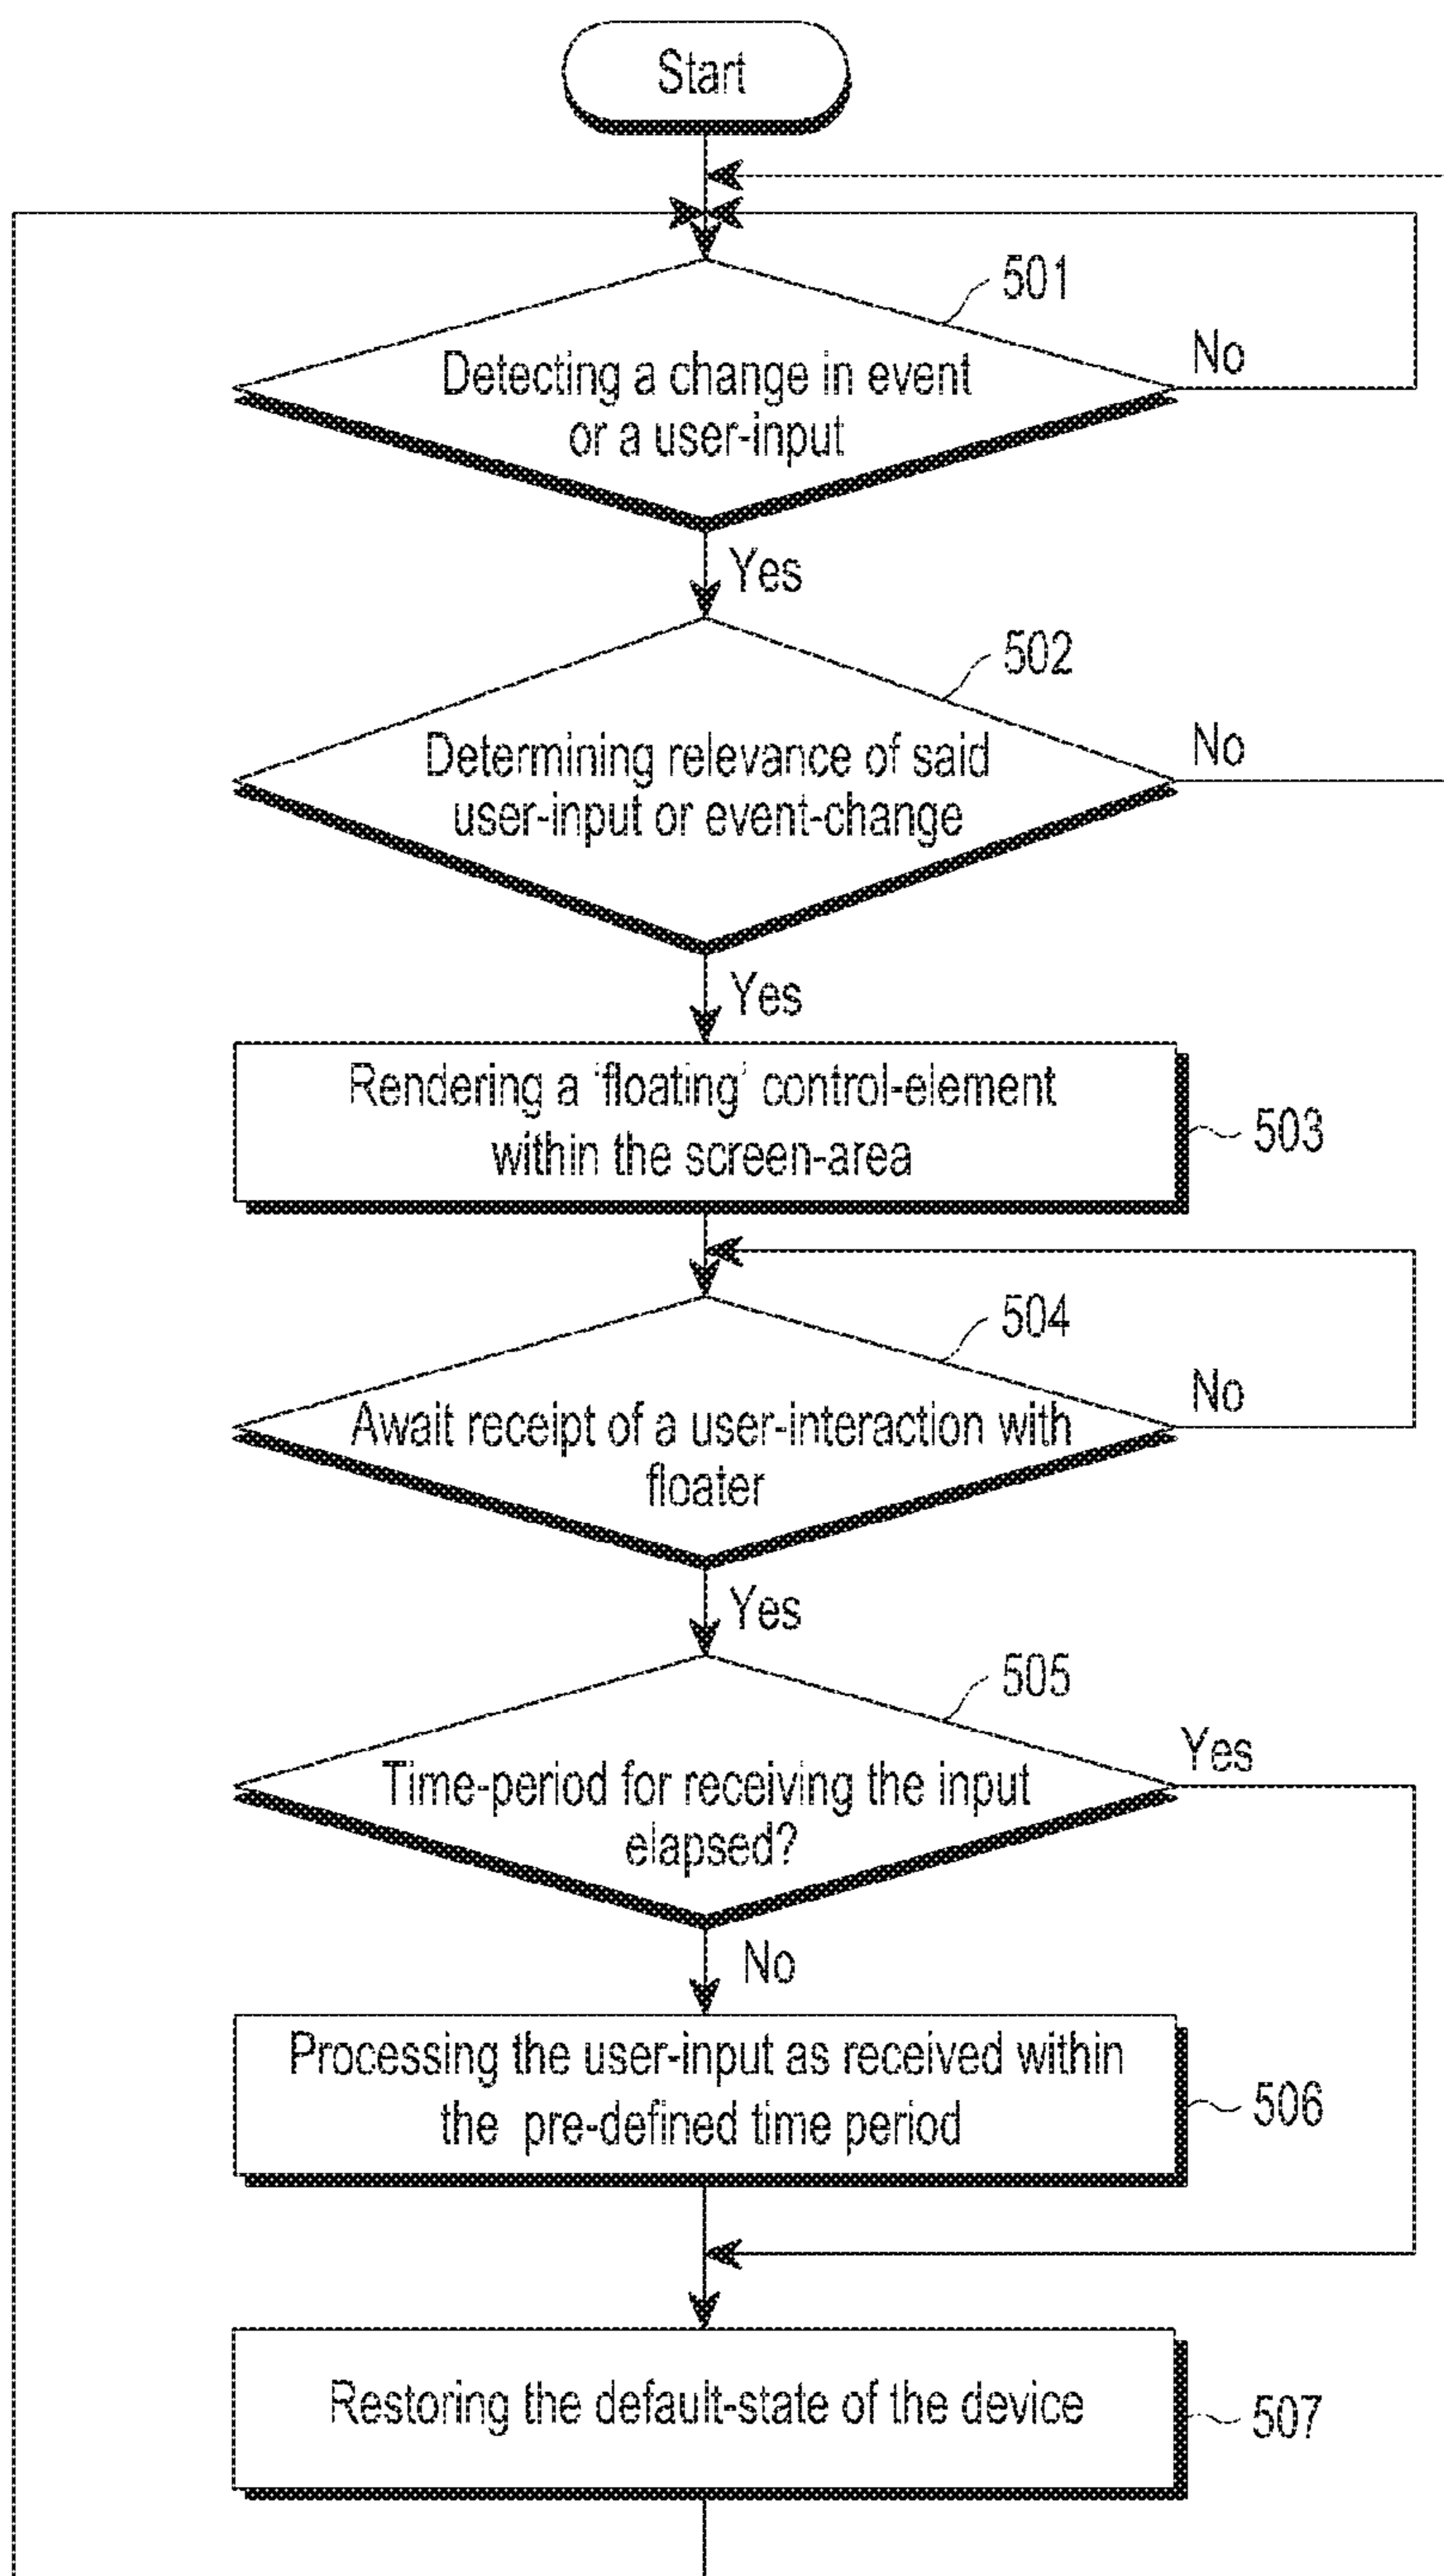 Start
501
Detecting a change in event
or a user-input
No
Yes
502
Determining relevance of said
user-input or event-change
No
Yes
Rendering a 'floating' control-element
within the screen-area
503
504
Await receipt of a user-interaction with
floater
No
Yes
505
Time-period for receiving the input
elapsed?
Yes
No
Processing the user-input as received within
the pre-defined time period
506
Restoring the default-state of the device
507